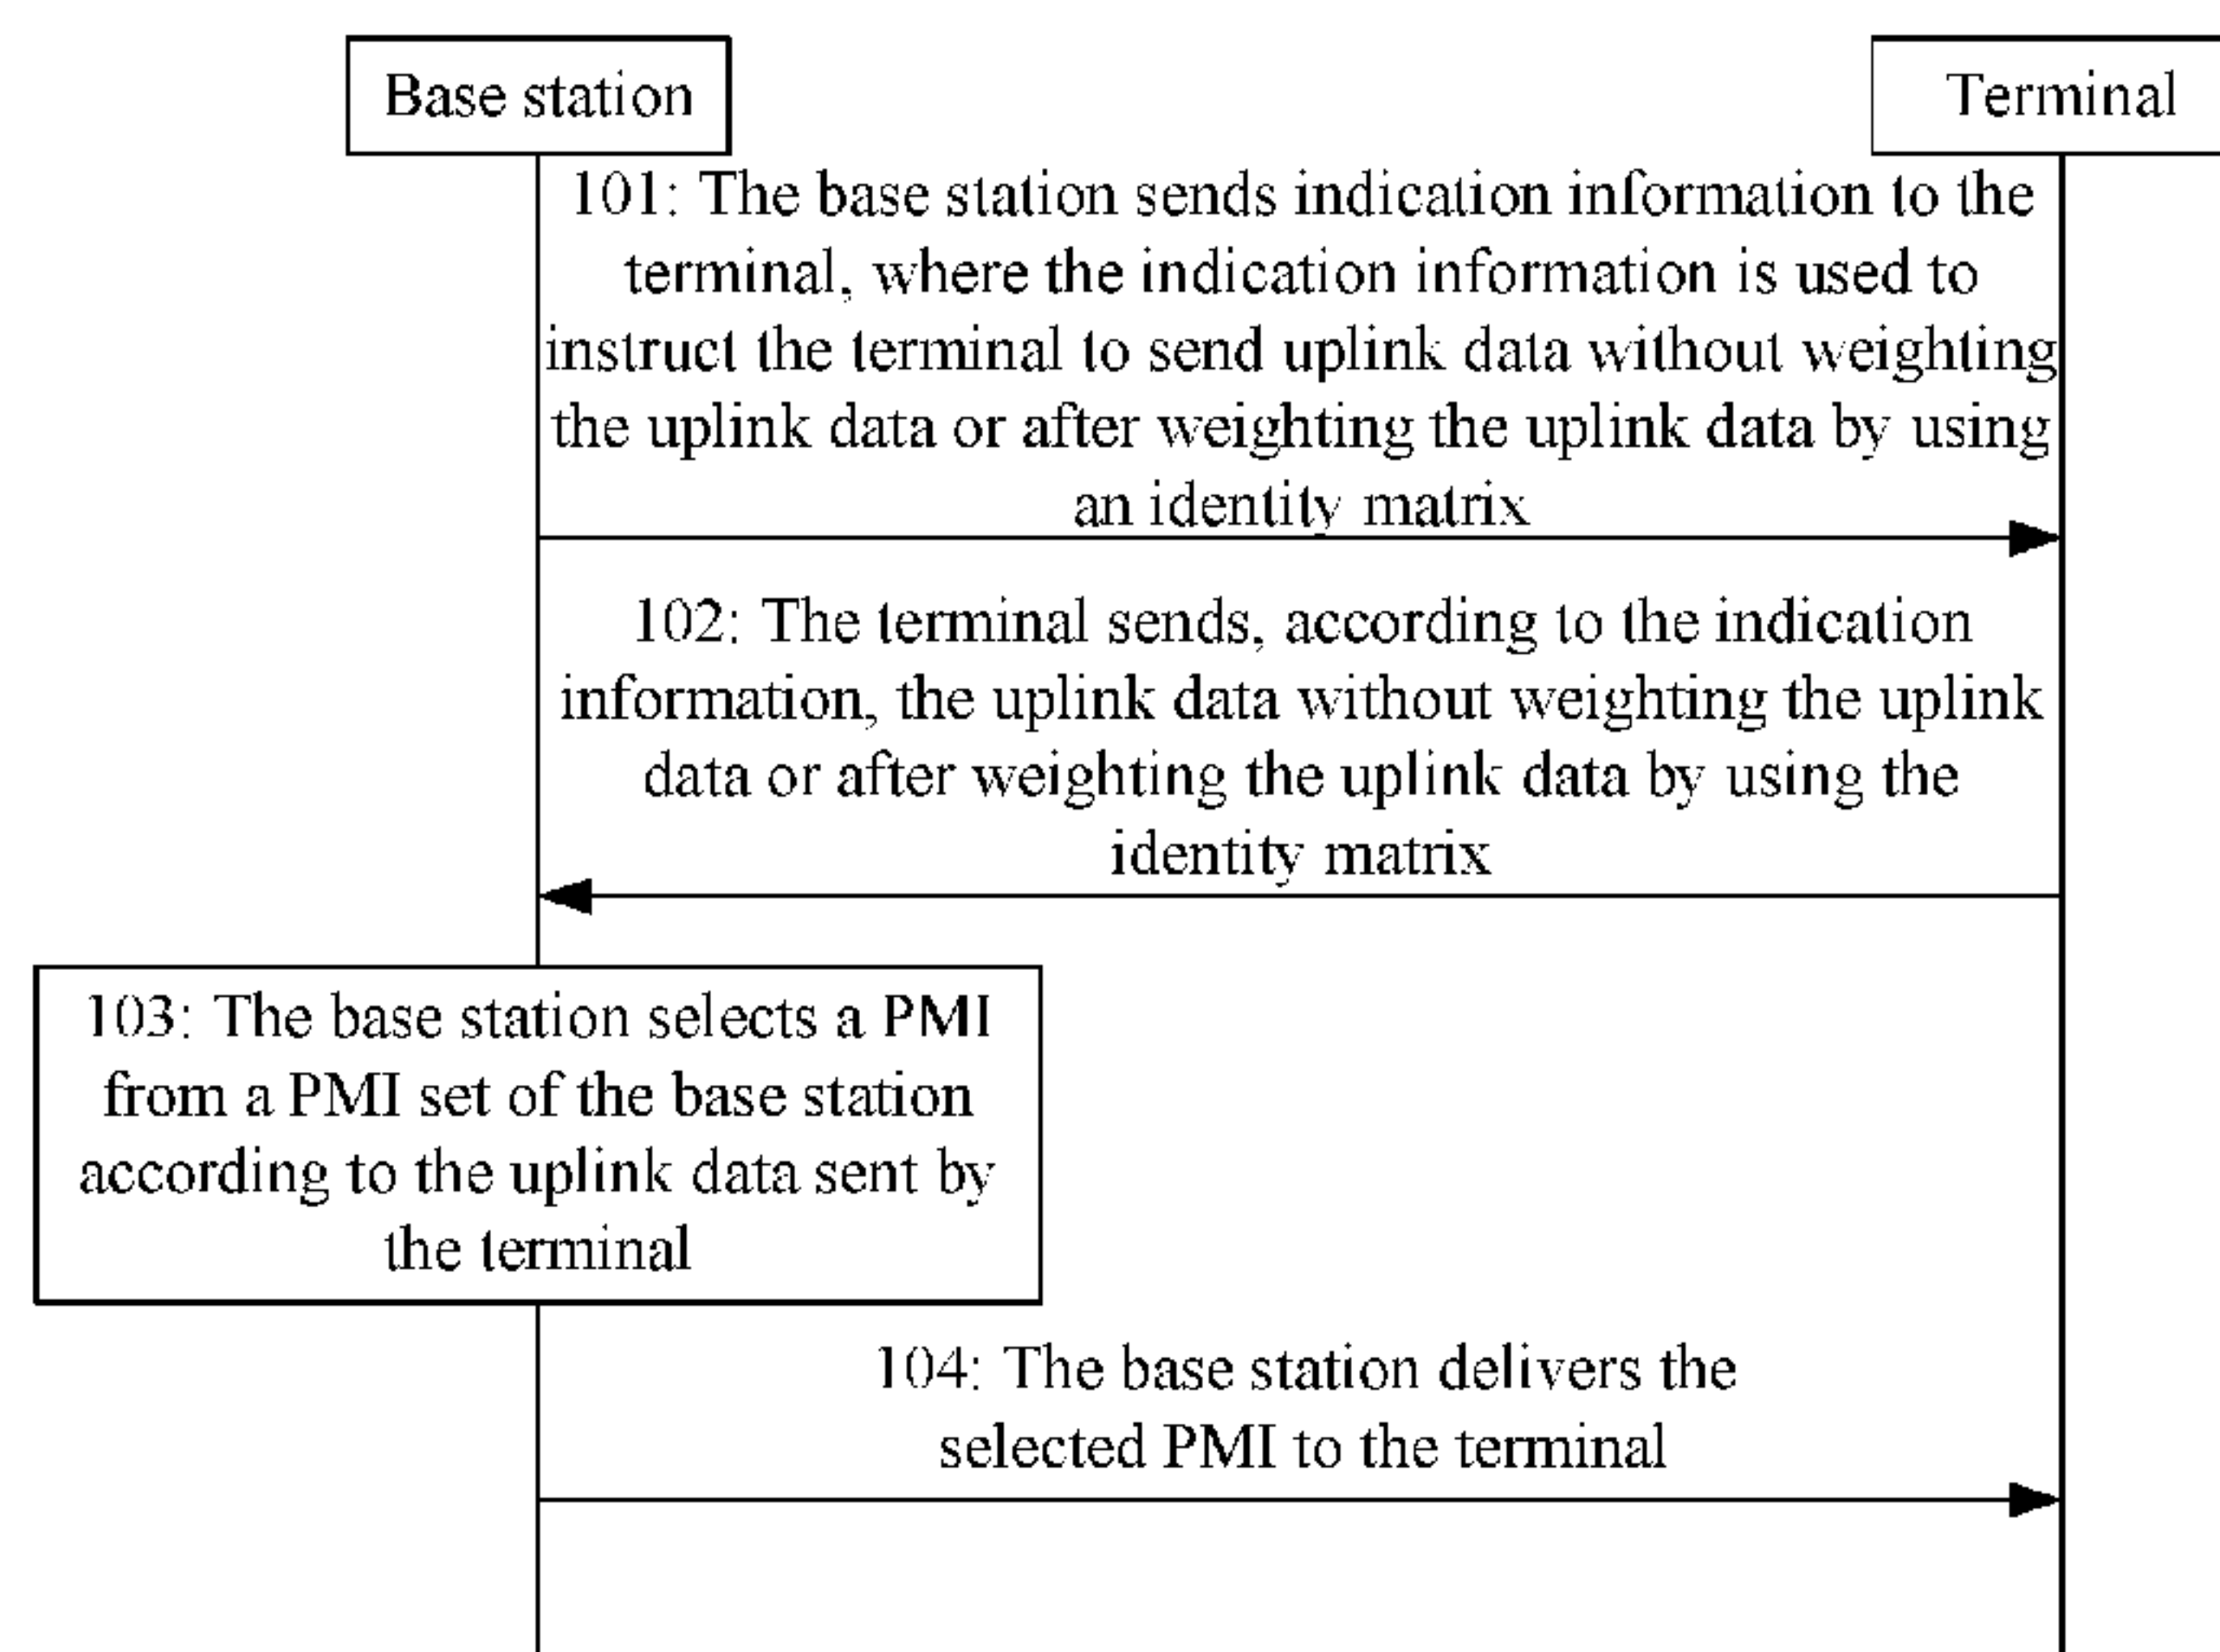 Base station
Terminal
101: The base station sends indication information to the
terminal, where the indication information is used to
instruct the terminal to send uplink data without weighting
the uplink data or after weighting the uplink data by using
an identity matrix
102: The terminal sends, according to the indication
information, the uplink data without weighting the uplink
data or after weighting the uplink data by using the
identity matrix
103: The base station selects a PMI
from a PMI set of the base station
according to the uplink data sent by
the terminal
104: The base station delivers the
selected PMI to the terminal